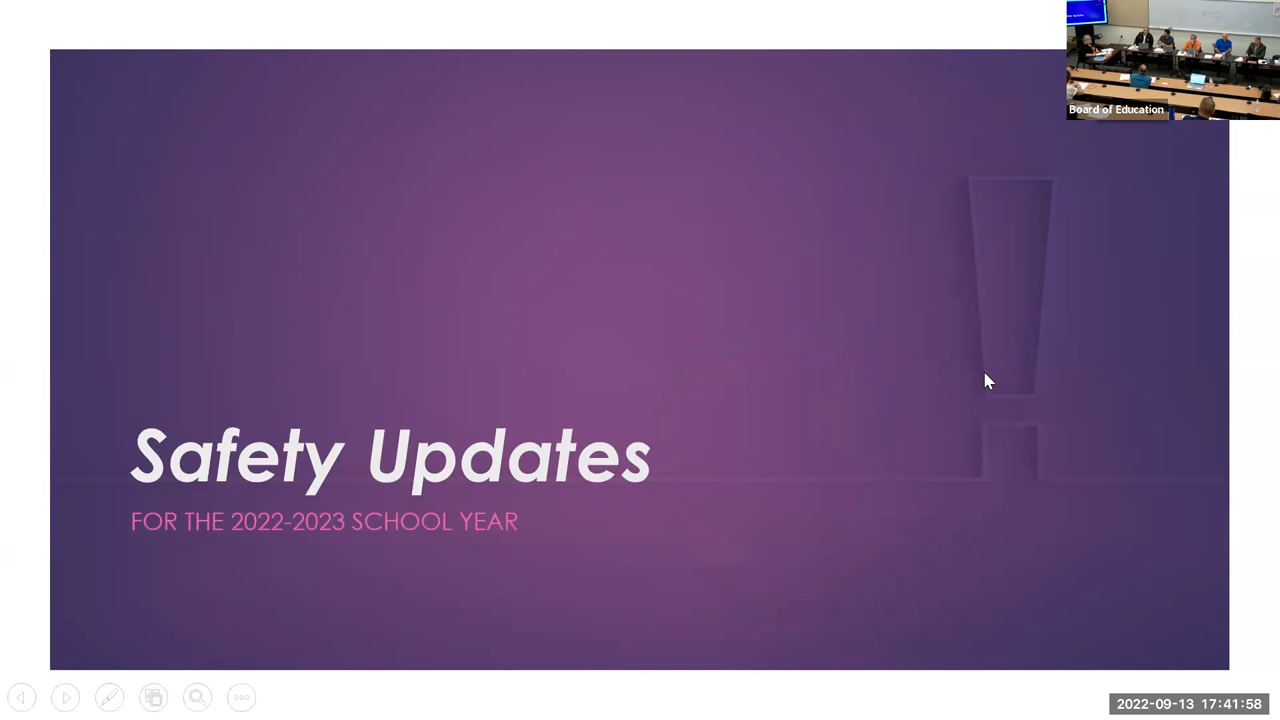 Board of Education
Safety Updates
FOR THE 2022-2023 SCHOOL YEAR
2022-09-13 17:41:58